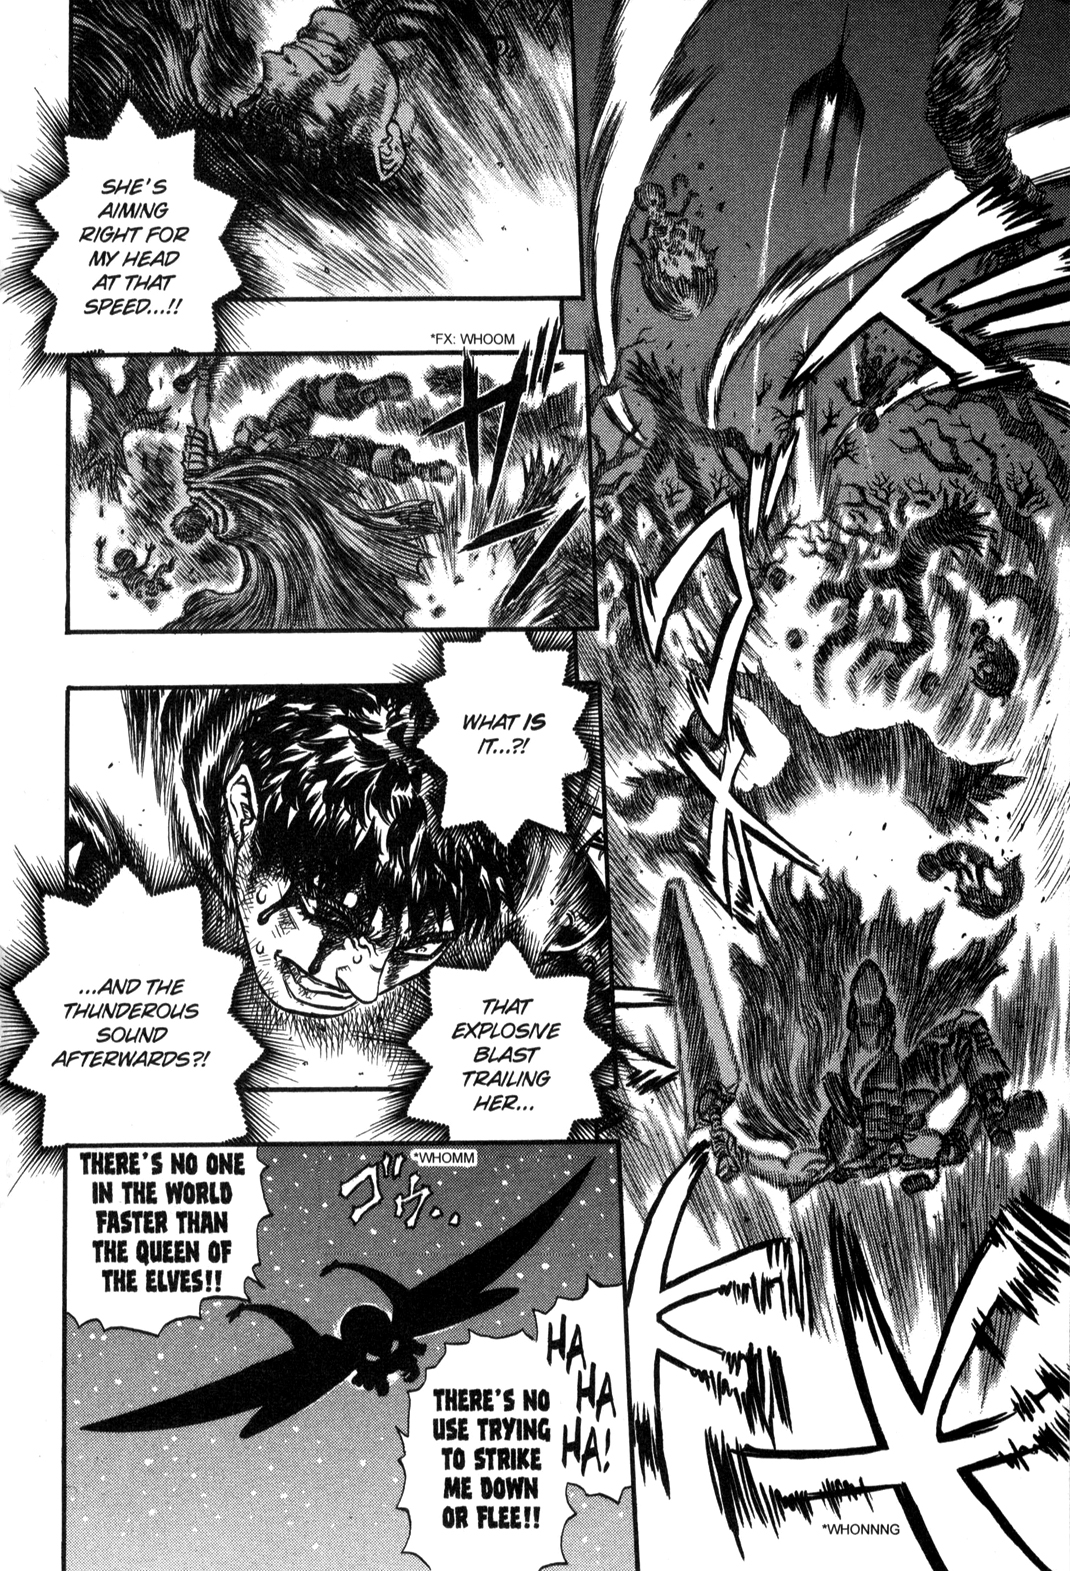 *WHONNNG
SHE'S
AIMING
RIGHT FOR
MY HEAD
AT THAT
SPEED...!!
*FX: WHOOM
WHAT IS
IT...?!
THAT
EXPLOSIVE
BLAST
TRAILING
HER...
...AND THE
THUNDEROUS
SOUND
AFTERWARDS?!
*WHOMM
ゴウ‥
THERE'S NO ONE
IN THE WORLD
FASTER THAN
THE QUEEN OF
THE ELVES!!
HA
HA
HA!
THERE'S NO
USE TRYING
TO STRIKE
ME DOWN
OR FLEE!!